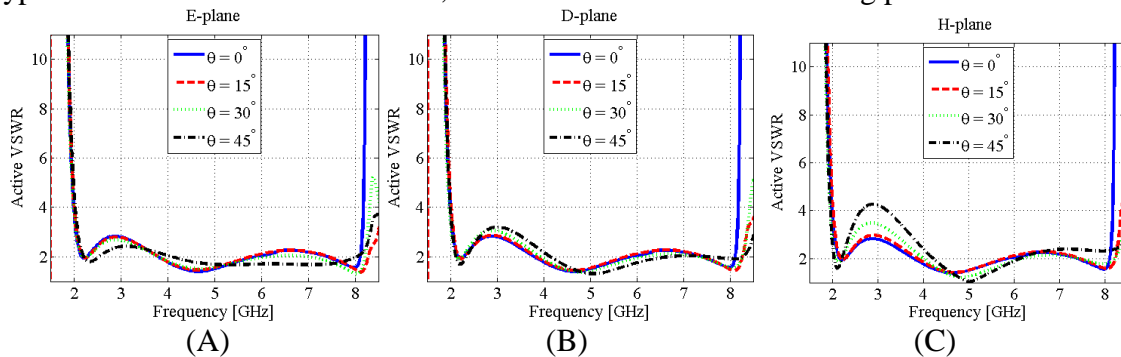 E-plane
D-plane
H-plane
10
8
6
4
2
Active VSWR
θ = 0°
θ = 15°
θ = 30°
θ = 45°
2 3 4 5 6 7 8
Frequency [GHz]
(A)
10
8
6
4
2
Active VSWR
θ = 0°
θ = 15°
θ = 30°
θ = 45°
2 3 4 5 6 7 8
Frequency [GHz]
(B)
10
8
6
4
2
Active VSWR
θ = 0°
θ = 15°
θ = 30°
θ = 45°
2 3 4 5 6 7 8
Frequency [GHz]
(C)